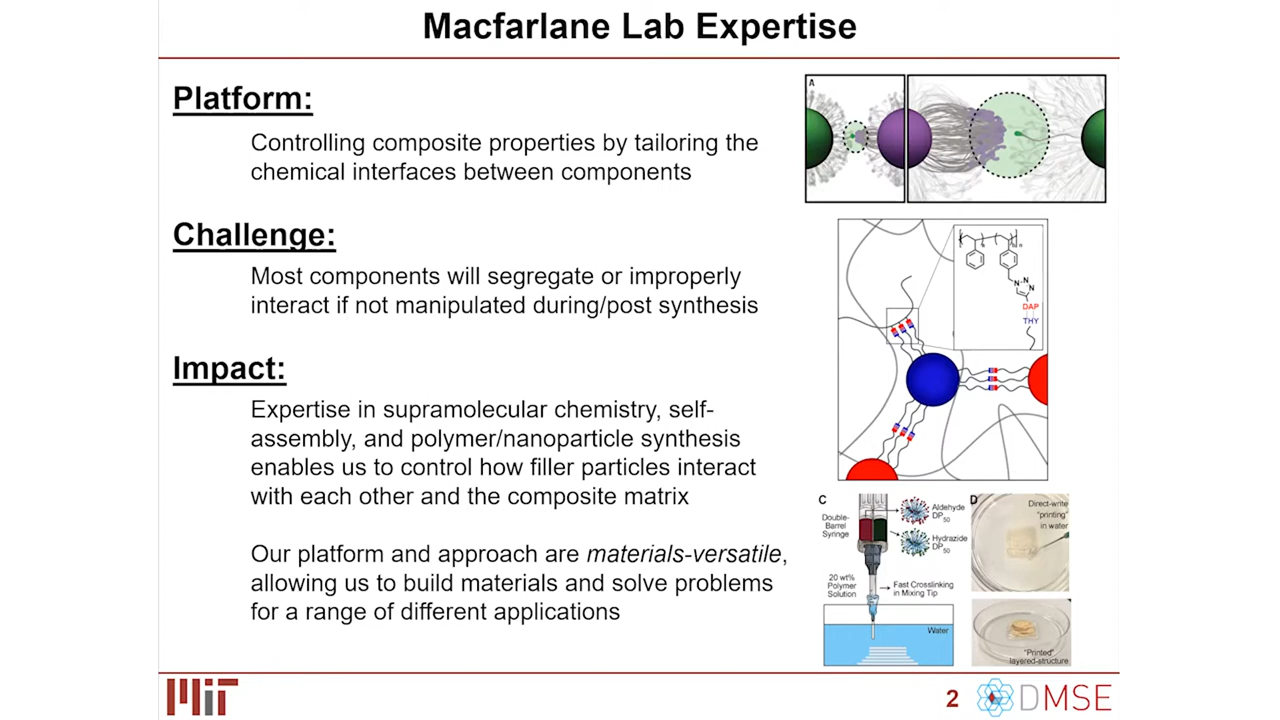 Macfarlane Lab Expertise
Platform:
Controlling composite properties by tailoring the
chemical interfaces between components
Challenge:
Most components will segregate or improperly
interact if not manipulated during/post synthesis
Impact:
Expertise in supramolecular chemistry, self-
assembly, and polymer/nanoparticle synthesis
enables us to control how filler particles interact
with each other and the composite matrix
Our platform and approach are materials-versatile,
allowing us to build materials and solve problems
for a range of different applications
A
N
N
N
DAP
THY
C
Double-
Barrel
Syringe
Aldehyde
DP50
Hydrazide
DP50
20 wt%
Polymer
Solution
Fast Crosslinking
in Mixing Tip
Water
D
Direct-write
"printing"
in water
"Printed"
layered-structure
MIT
2
DMSE